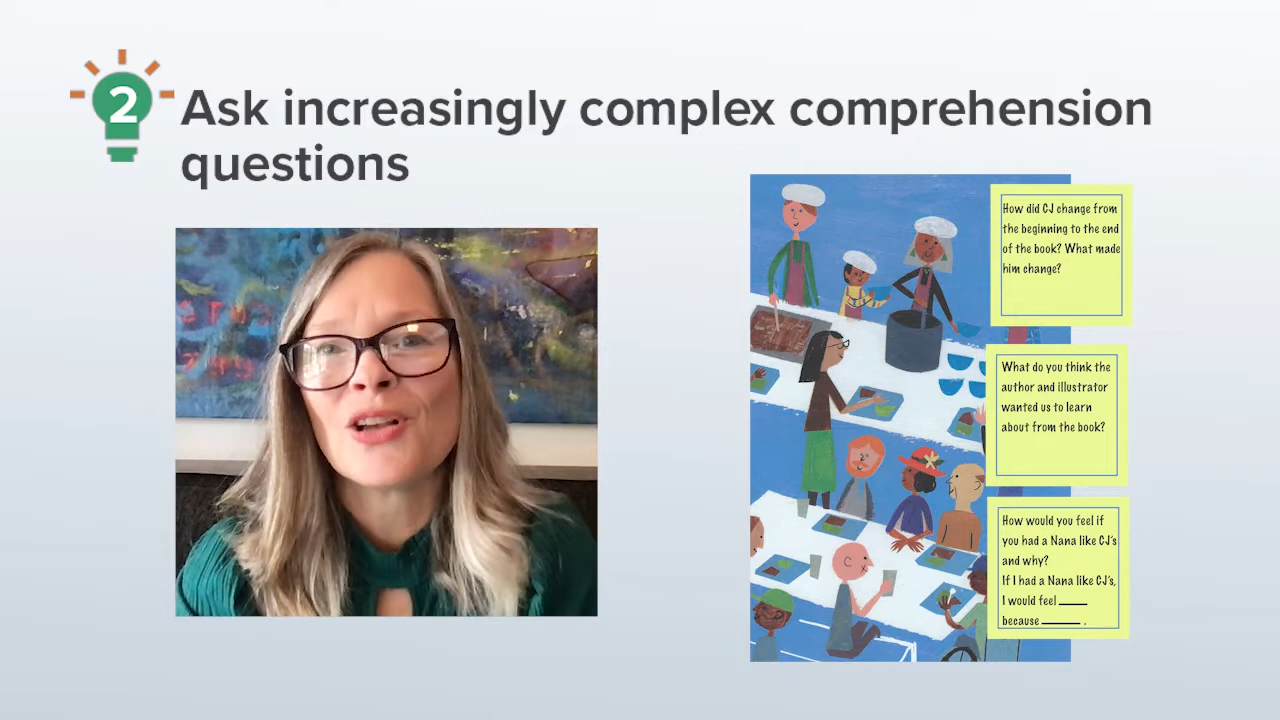 2
Ask increasingly complex comprehension
questions
How did CJ change from
the beginning to the end
of the book? What made
him change?
What do you think the
author and illustrator
wanted us to learn
about from the book?
How would you feel if
you had a Nana like CJ's
and why?
If I had a Nana like CJ's,
I would feel _____
because _______ .